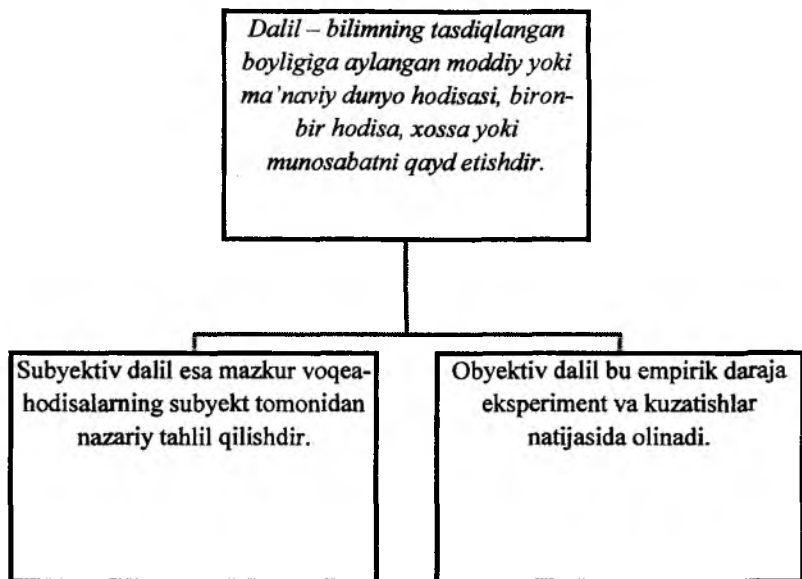 Dalil – bilimning tasdiqlangan
boyligiga aylangan moddiy yoki
ma'naviy dunyo hodisasi, biron-
bir hodisa, xossa yoki
munosabatni qayd etishdir.
Subyektiv dalil esa mazkur voqea-
hodisalarning subyekt tomonidan
nazariy tahlil qilishdir.
Obyektiv dalil bu empirik daraja
eksperiment va kuzatishlar
natijasida olinadi.